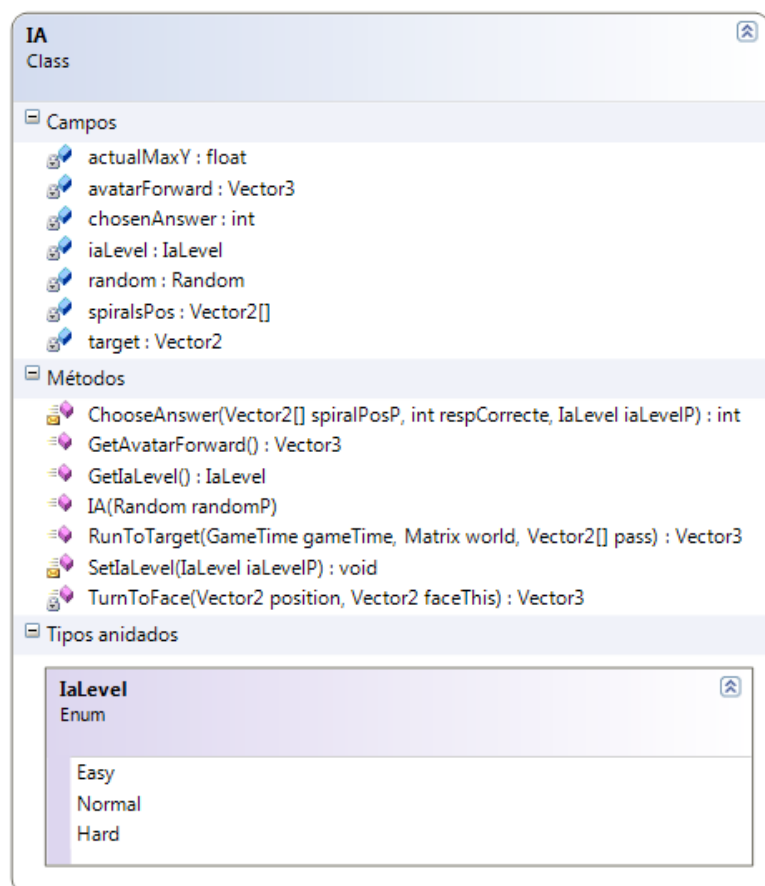 IA
Class
Campos
actualMaxY : float
avatarForward : Vector3
chosenAnswer : int
iaLevel : IaLevel
random : Random
spiralsPos : Vector2[]
target : Vector2
Métodos
ChooseAnswer(Vector2[] spiralPosP, int respCorrecte, IaLevel iaLevelP) : int
GetAvatarForward() : Vector3
GetIaLevel() : IaLevel
IA(Random randomP)
RunToTarget(GameTime gameTime, Matrix world, Vector2[] pass) : Vector3
SetIaLevel(IaLevel iaLevelP) : void
TurnToFace(Vector2 position, Vector2 faceThis) : Vector3
Tipos anidados
IaLevel
Enum
Easy
Normal
Hard